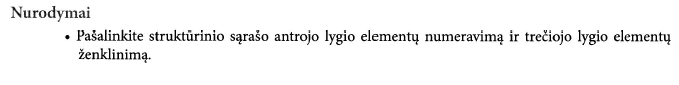 Nurodymai
• Pašalinkite struktūrinio sąrašo antrojo lygio elementų numeravimą ir trečiojo lygio elementų
ženklinimą.